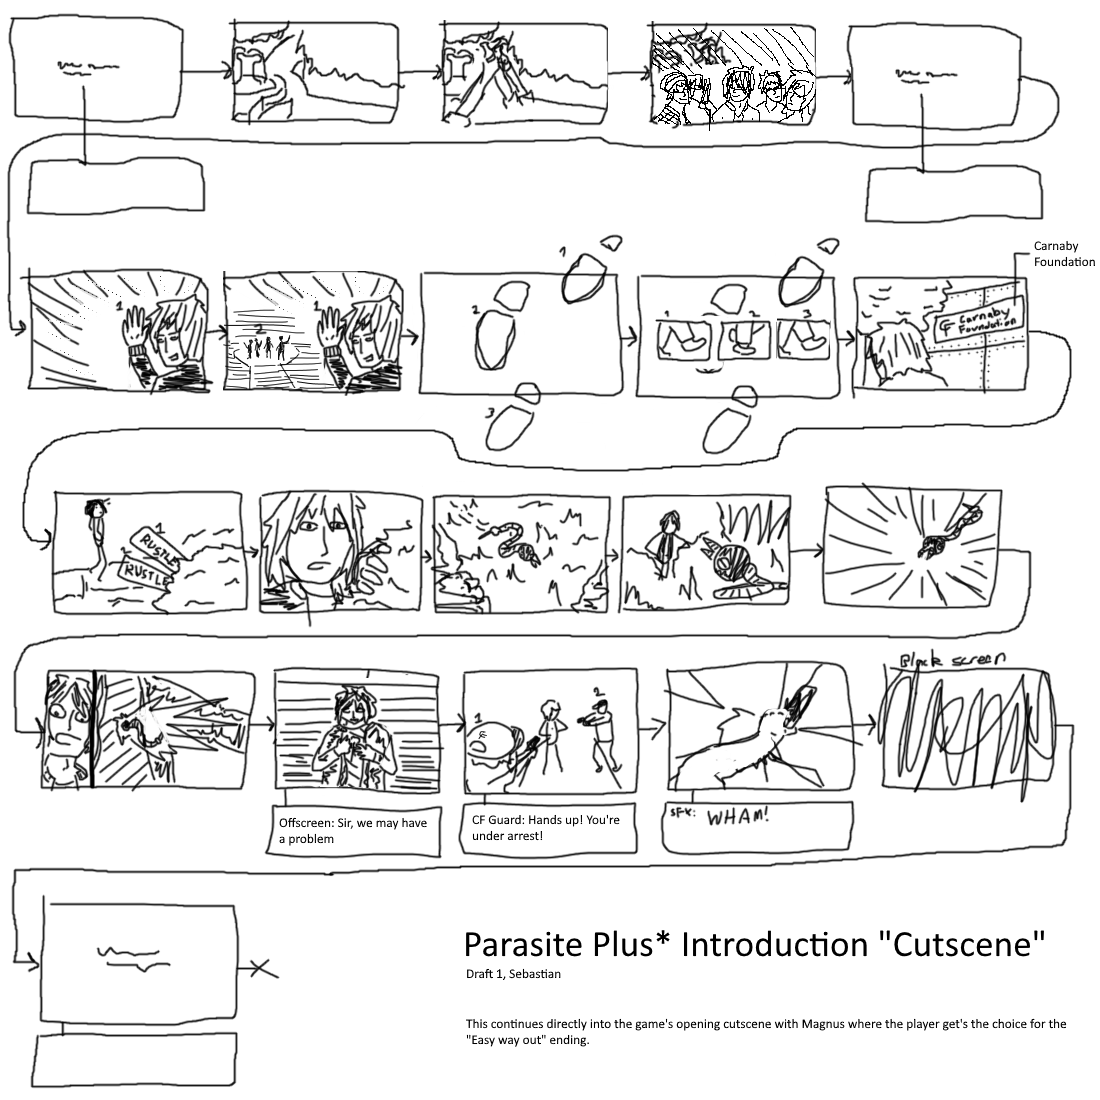 Carnaby
Foundation
1
1
2
1
2
3
1
2
3
CF Carnaby
Foundation
1
RUSTLE
2
RUSTLE
Black screen
1
2
Offscreen: Sir, we may have
a problem
CF Guard: Hands up! You're
under arrest!
SFX: WHAM!
Parasite Plus* Introduction "Cutscene"
Draft 1, Sebastian
This continues directly into the game's opening cutscene with Magnus where the player get's the choice for the
"Easy way out" ending.